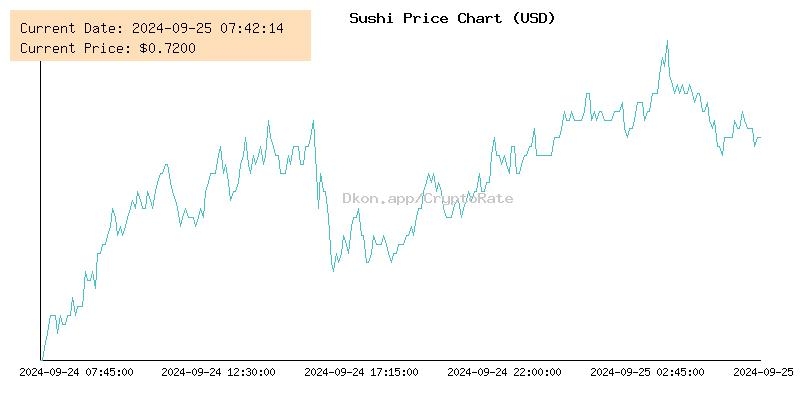 Sushi Price Chart (USD)
Current Date: 2024-09-25 07:42:14
Current Price: $0.7200
Dkon.app/CryptoRate
2024-09-24 07:45:00 2024-09-24 12:30:00 2024-09-24 17:15:00 2024-09-24 22:00:00 2024-09-25 02:45:00 2024-09-25